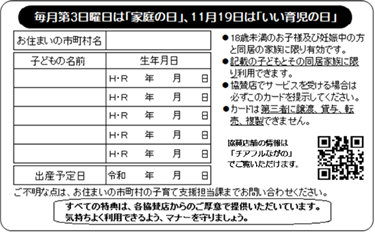 毎月第3日曜日は「家庭の日」、11月19日は「いい育児の日」
お住まいの市町村名
子どもの名前 生年月日
H・R 年 月 日
H・R 年 月 日
H・R 年 月 日
H・R 年 月 日
H・R 年 月 日
出産予定日 令和 年 月 日
●18歳未満のお子様及び妊娠中の方
と同居の家族に限り有効です。
●記載の子どもとその同居家族に限
り利用できます。
●協賛店でサービスを受ける場合は
必ずこのカードを提示してください。
●カードは第三者に譲渡、貸与、転
売、複製できません。
協賛店舗の情報は
「チアフルながの」
でご覧いただけます。
ご不明な点は、お住まいの市町村の子育て支援担当課までお問い合わせください。
すべての特典は、各協賛店からのご厚意で提供いただいています。
気持ちよく利用できるよう、マナーを守りましょう。